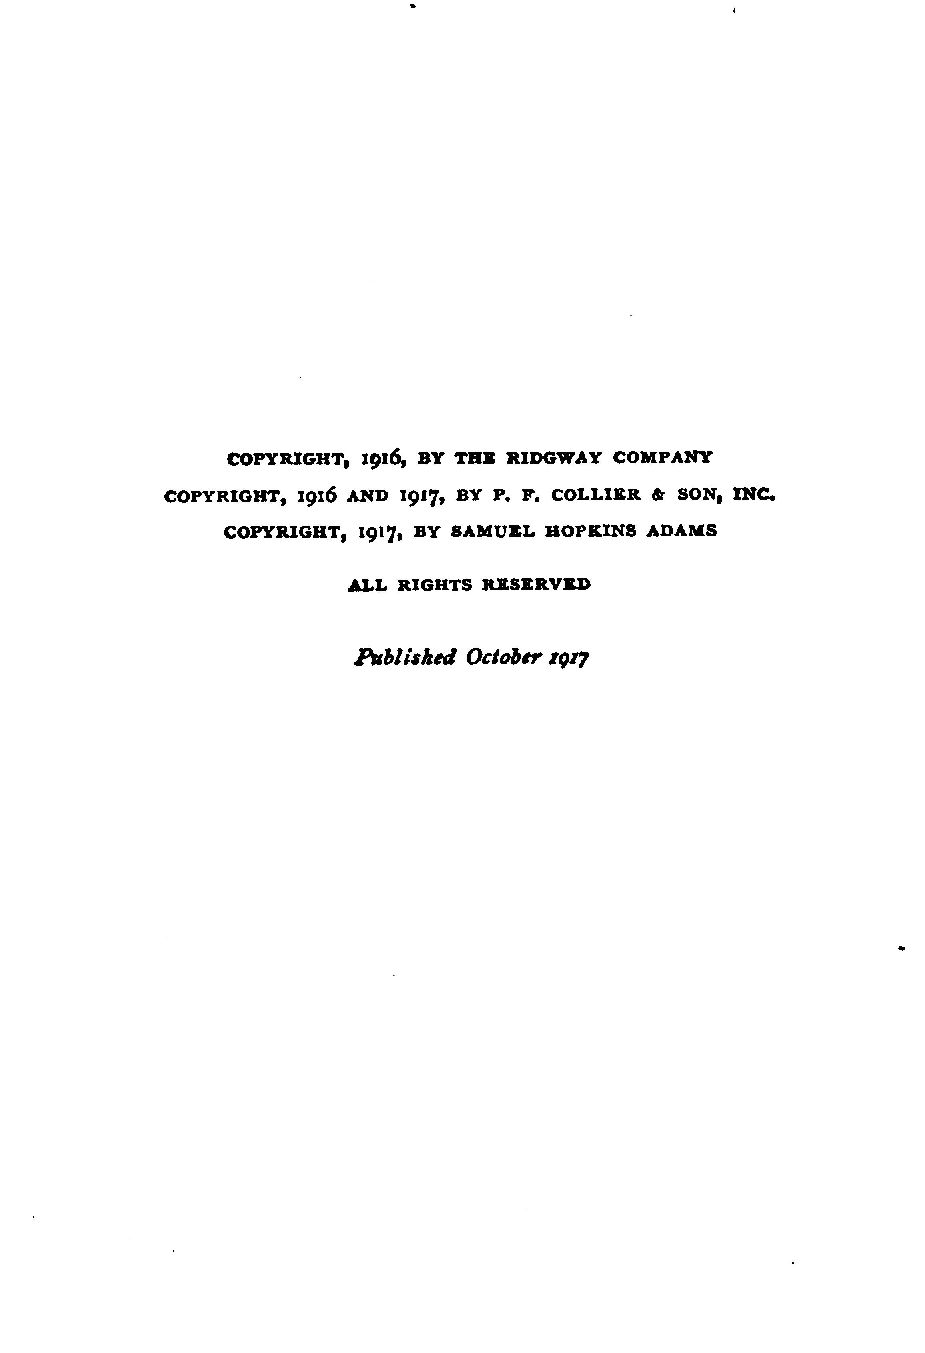 COPYRIGHT, 1916, BY THE RIDGWAY COMPANY
COPYRIGHT, 1916 AND 1917, BY P. F. COLLIER & SON, INC.
COPYRIGHT, 1917, BY SAMUEL HOPKINS ADAMS
ALL RIGHTS RESERVED
Published October 1917